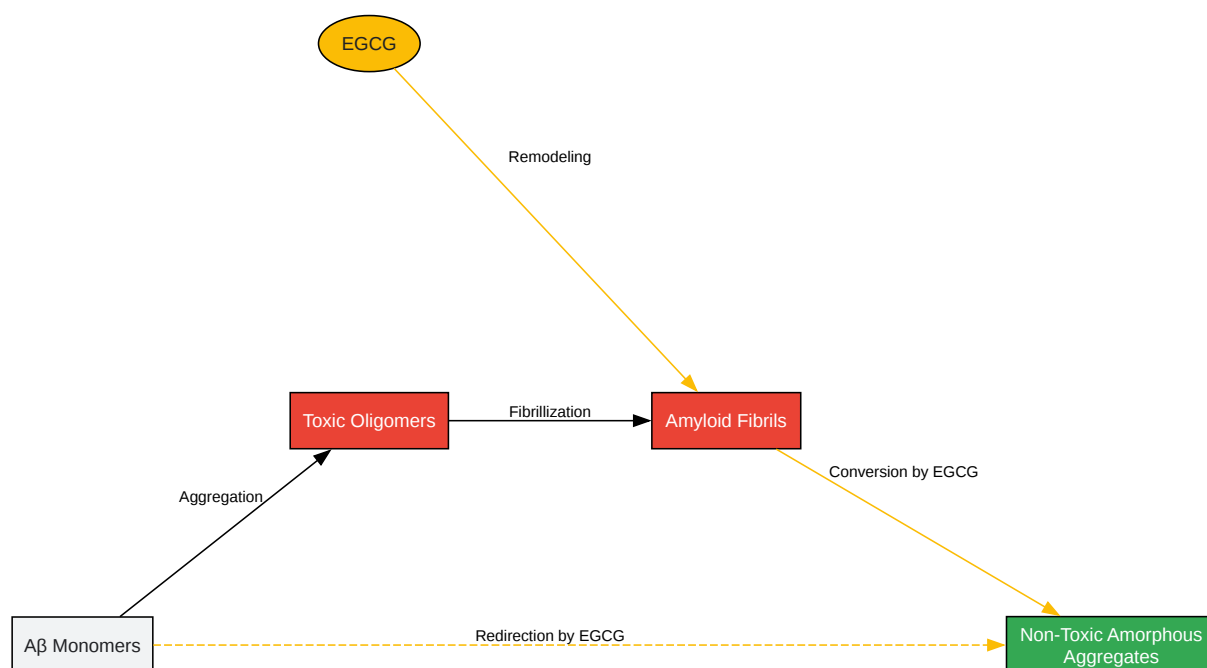 EGCG
Remodeling
Toxic Oligomers
Fibrillization
Amyloid Fibrils
Aggregation
Conversion by EGCG
Aβ Monomers
Redirection by EGCG
Non-Toxic Amorphous
Aggregates